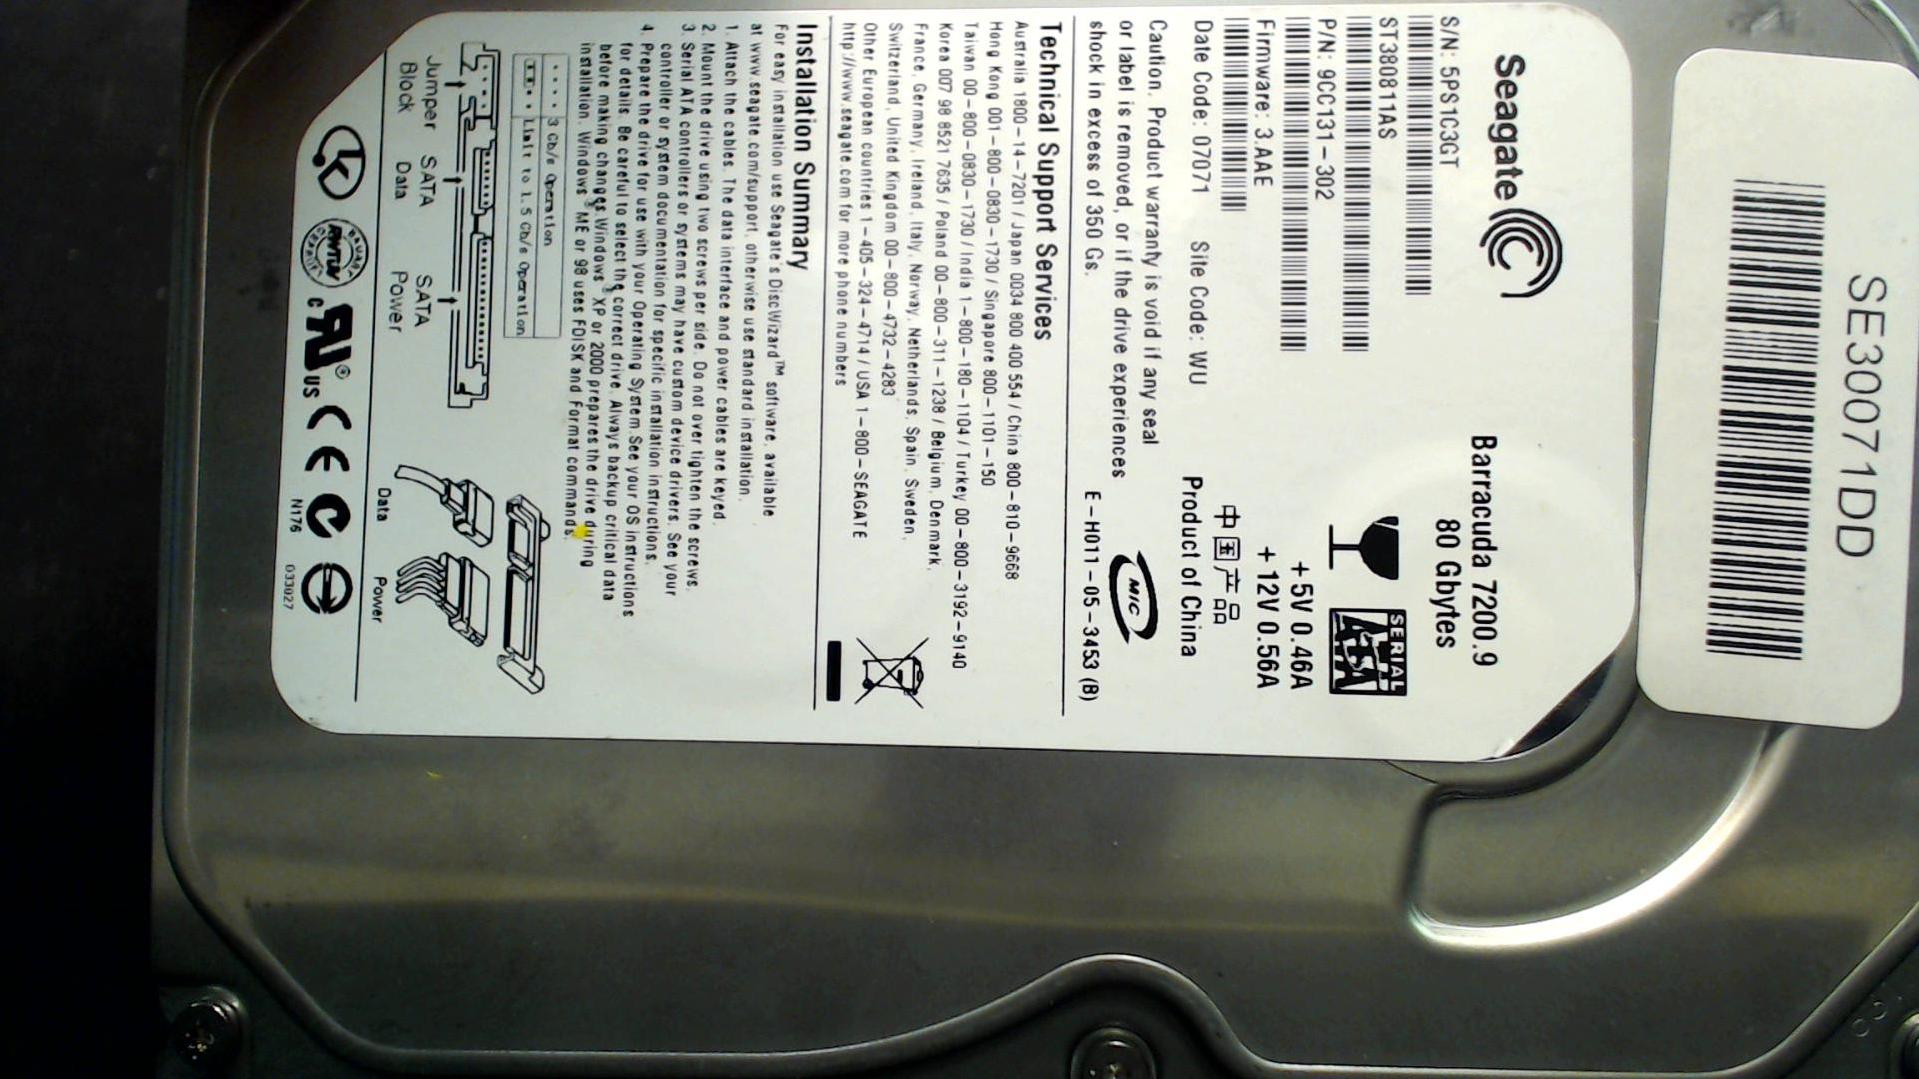 SE30071DD
Seagate
Barracuda 7200.9
80 Gbytes
S/N: 5PS1C3GT
ST380811AS
SERIAL
ATA
P/N: 9CC131-302
+5V 0.46A
+12V 0.56A
Firmware: 3.AAE
中国产品
Product of China
Date Code: 07071 Site Code: WU
Caution. Product warranty is void if any seal
or label is removed, or if the drive experiences
shock in excess of 350 Gs.
MIC
E-H011-05-3453 (B)
Technical Support Services
Australia 1800-14-7201 / Japan 0034 800 400 554 / China 800-810-9668
Hong Kong 001-800-0830-1730 / Singapore 800-1101-150
Taiwan 00-800-0830-1730 / India 1-800-180-1104 / Turkey 00-800-3192-9140
Korea 007 98 8521 7635 / Poland 00-800-311-1238 / Belgium, Denmark,
France, Germany, Ireland, Italy, Norway, Netherlands, Spain, Sweden,
Switzerland, United Kingdom 00-800-4732-4283
Other European countries 1-405-324-4714 / USA 1-800-SEAGATE
http://www.seagate.com for more phone numbers
Installation Summary
For easy installation use Seagate's DiscWizard™ software, available
at www.seagate.com/support, otherwise use standard installation.
1. Attach the cables. The data interface and power cables are keyed.
2. Mount the drive using two screws per side. Do not over tighten the screws.
3. Serial ATA controllers or systems may have custom device drivers. See your
controller or system documentation for specific installation instructions.
4. Prepare the drive for use with your Operating System. See your OS instructions
for details. Be careful to select the correct drive. Always backup critical data
before making changes. Windows® XP or 2000 prepares the drive during
installation. Windows® ME or 98 uses FDISK and Format commands.
3 Gb/s Operation
Limit to 1.5 Gb/s Operation
Jumper Block
SATA Data
SATA Power
Data
Power
c UL® US
CE
N176
033027